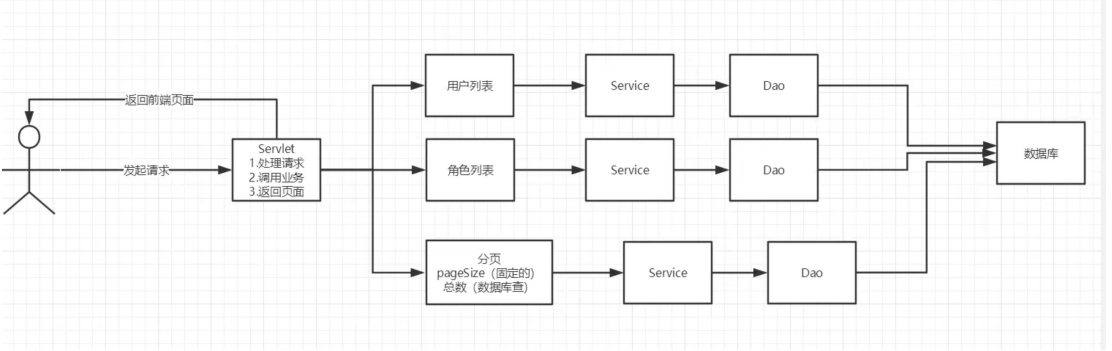 返回前端页面
发起请求
Servlet
1.处理请求
2.调用业务
3.返回页面
用户列表
Service
Dao
角色列表
Service
Dao
分页
pageSize（固定的）
总数（数据库查）
Service
Dao
数据库